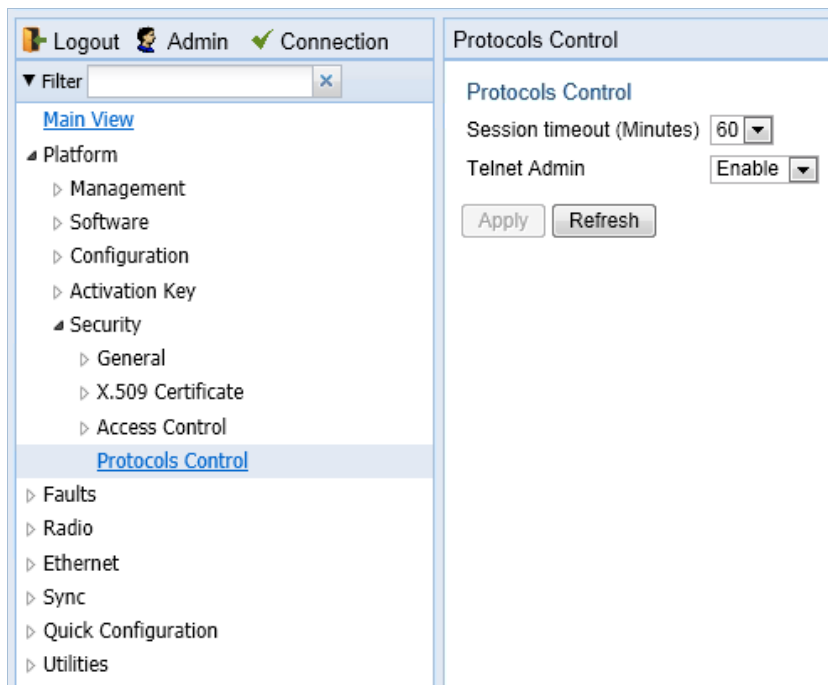 Logout Admin Connection
Filter
Main View
Platform
Management
Software
Configuration
Activation Key
Security
General
X.509 Certificate
Access Control
Protocols Control
Faults
Radio
Ethernet
Sync
Quick Configuration
Utilities
Protocols Control
Protocols Control
Session timeout (Minutes) 60
Telnet Admin Enable
Apply Refresh